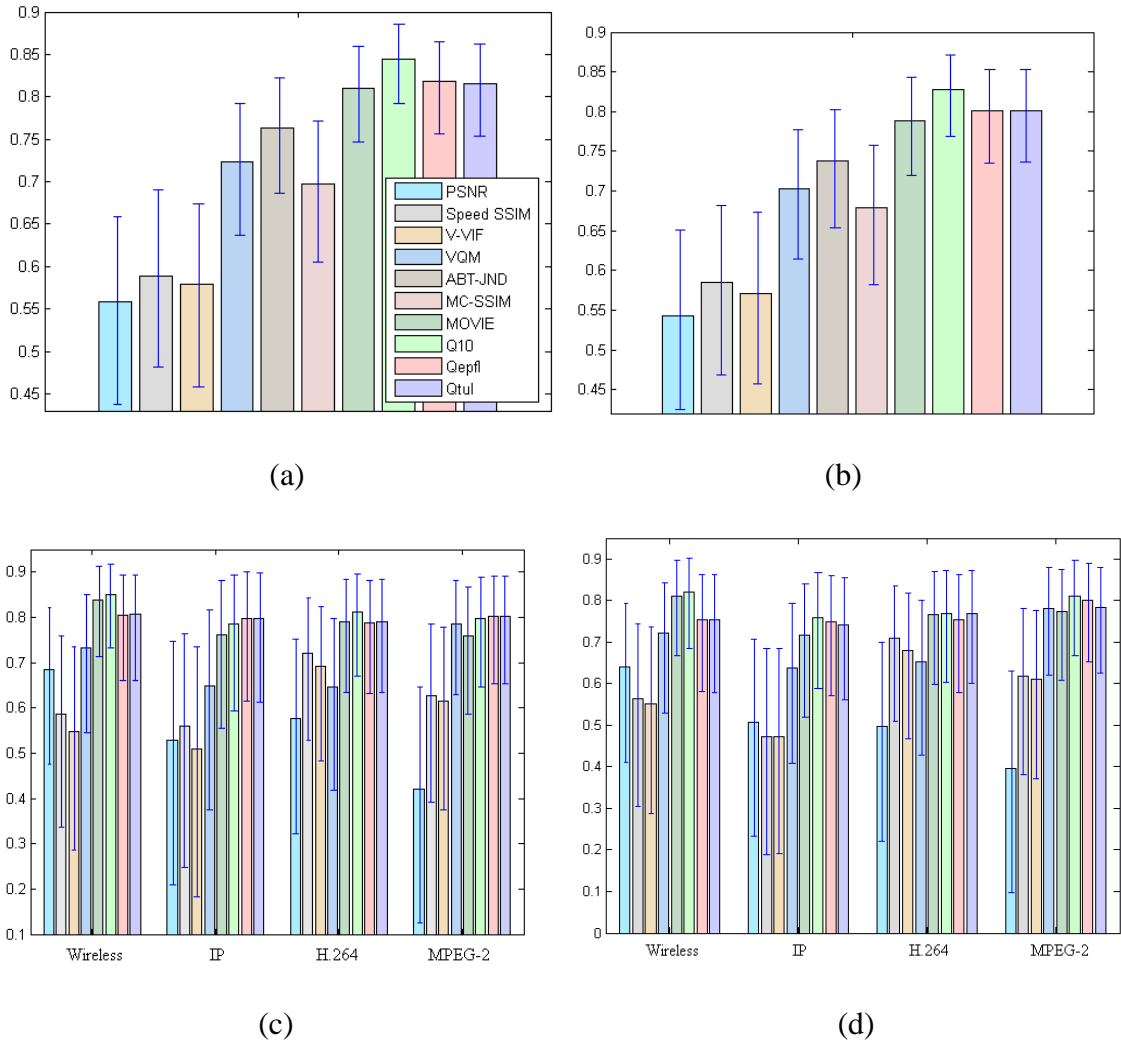 0.9
0.85
0.8
0.75
0.7
0.65
0.6
0.55
0.5
0.45
PSNR
Speed SSIM
V-VIF
VQM
ABT-JND
MC-SSIM
MOVIE
Q10
Qepfl
Qtul
(a)
0.9
0.85
0.8
0.75
0.7
0.65
0.6
0.55
0.5
0.45
(b)
0.9
0.8
0.7
0.6
0.5
0.4
0.3
0.2
0.1
Wireless IP H.264 MPEG-2
(c)
0.9
0.8
0.7
0.6
0.5
0.4
0.3
0.2
0.1
0
Wireless IP H.264 MPEG-2
(d)